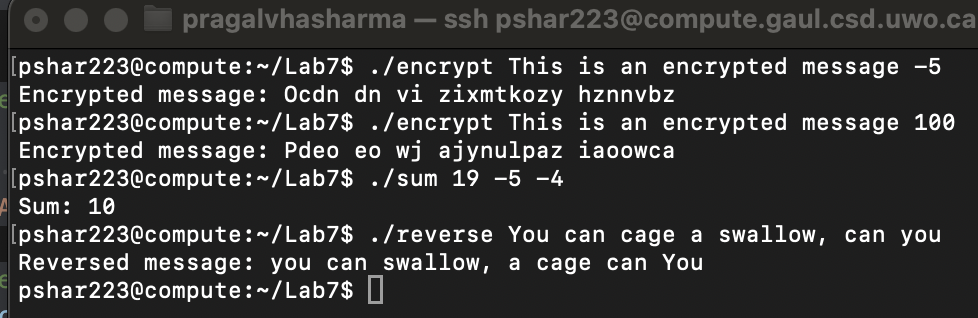 pragalvhasharma — ssh pshar223@compute.gaul.csd.uwo.ca
[pshar223@compute:~/Lab7$ ./encrypt This is an encrypted message -5
Encrypted message: Ocdn dn vi zixmtkozy hznnvbz
[pshar223@compute:~/Lab7$ ./encrypt This is an encrypted message 100
Encrypted message: Pdeo eo wj ajynulpaz iaoowca
[pshar223@compute:~/Lab7$ ./sum 19 -5 -4
Sum: 10
[pshar223@compute:~/Lab7$ ./reverse You can cage a swallow, can you
Reversed message: you can swallow, a cage can You
pshar223@compute:~/Lab7$